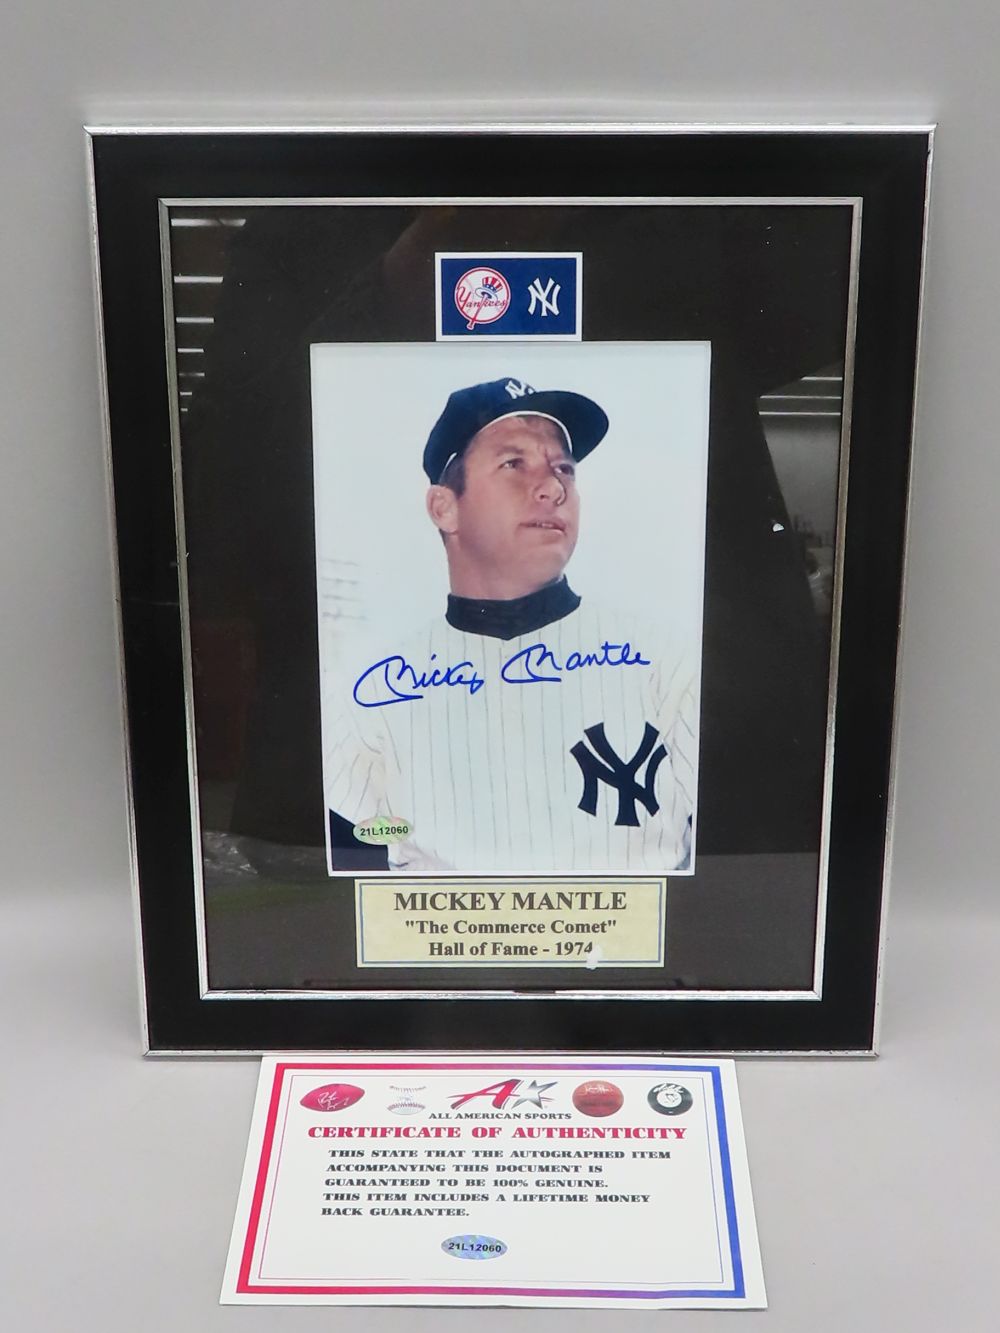 Yankees
NY
NY
Mickey Mantle
NY
21L12060
MICKEY MANTLE
"The Commerce Comet"
Hall of Fame - 1974
A
ALL AMERICAN SPORTS
CERTIFICATE OF AUTHENTICITY
THIS STATE THAT THE AUTOGRAPHED ITEM
ACCOMPANYING THIS DOCUMENT IS
GUARANTEED TO BE 100% GENUINE.
THIS ITEM INCLUDES A LIFETIME MONEY
BACK GUARANTEE.
21L12060